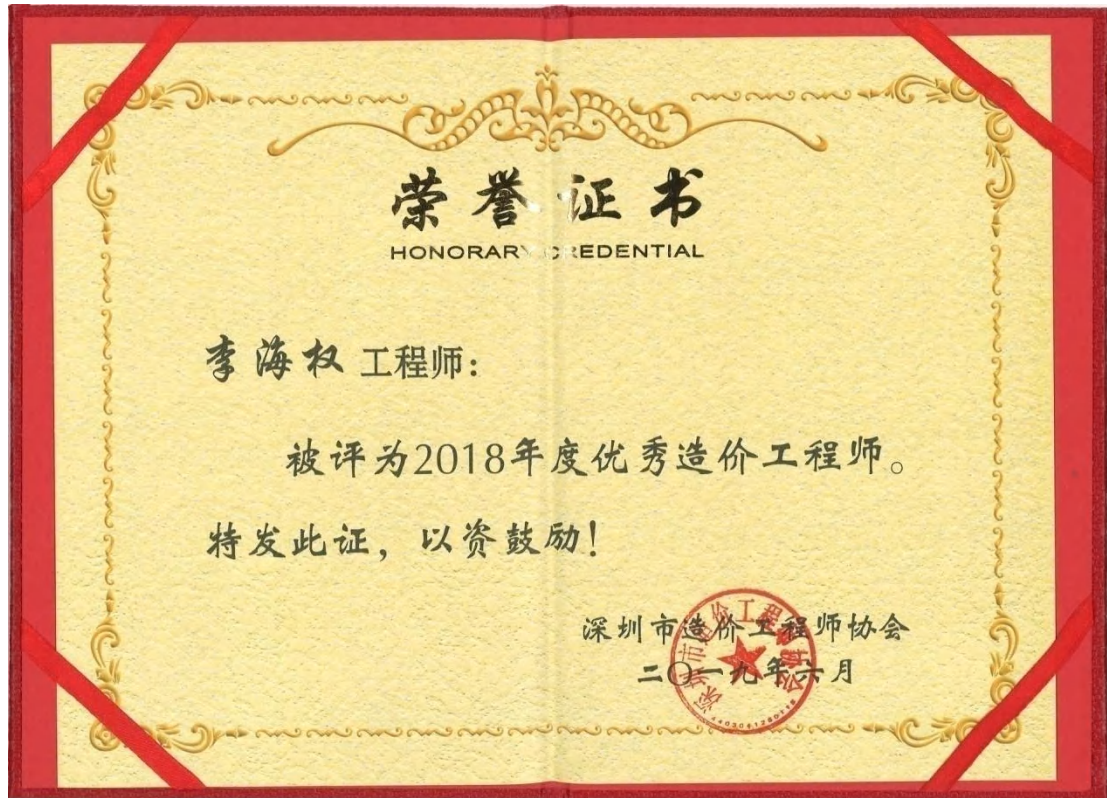 荣誉证书
HONORARY CREDENTIAL
李海权 工程师：
被评为2018年度优秀造价工程师。
特发此证，以资鼓励！
深圳市造价工程师协会
二〇一九年六月